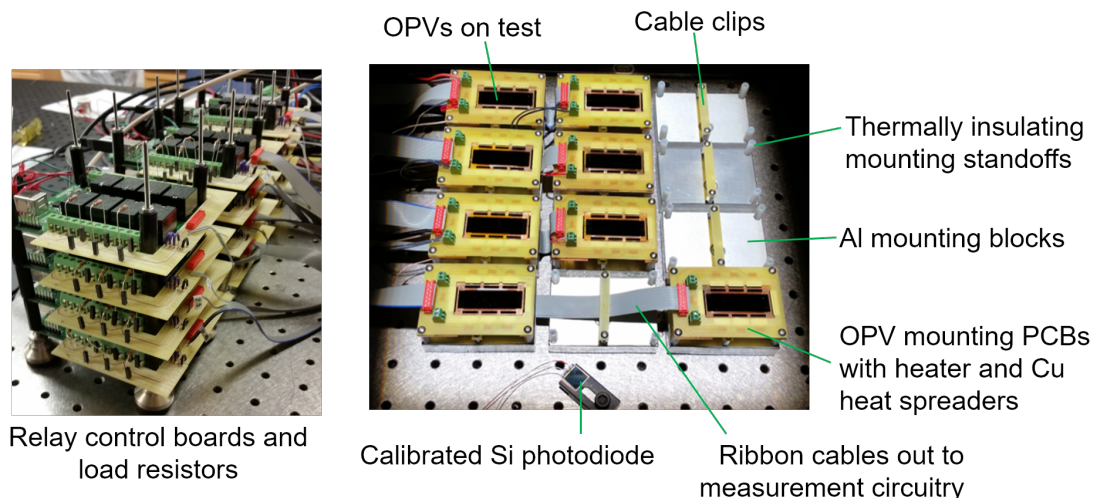 OPVs on test
Cable clips
Thermally insulating
mounting standoffs
Al mounting blocks
OPV mounting PCBs
with heater and Cu
heat spreaders
Relay control boards and
load resistors
Calibrated Si photodiode
Ribbon cables out to
measurement circuitry